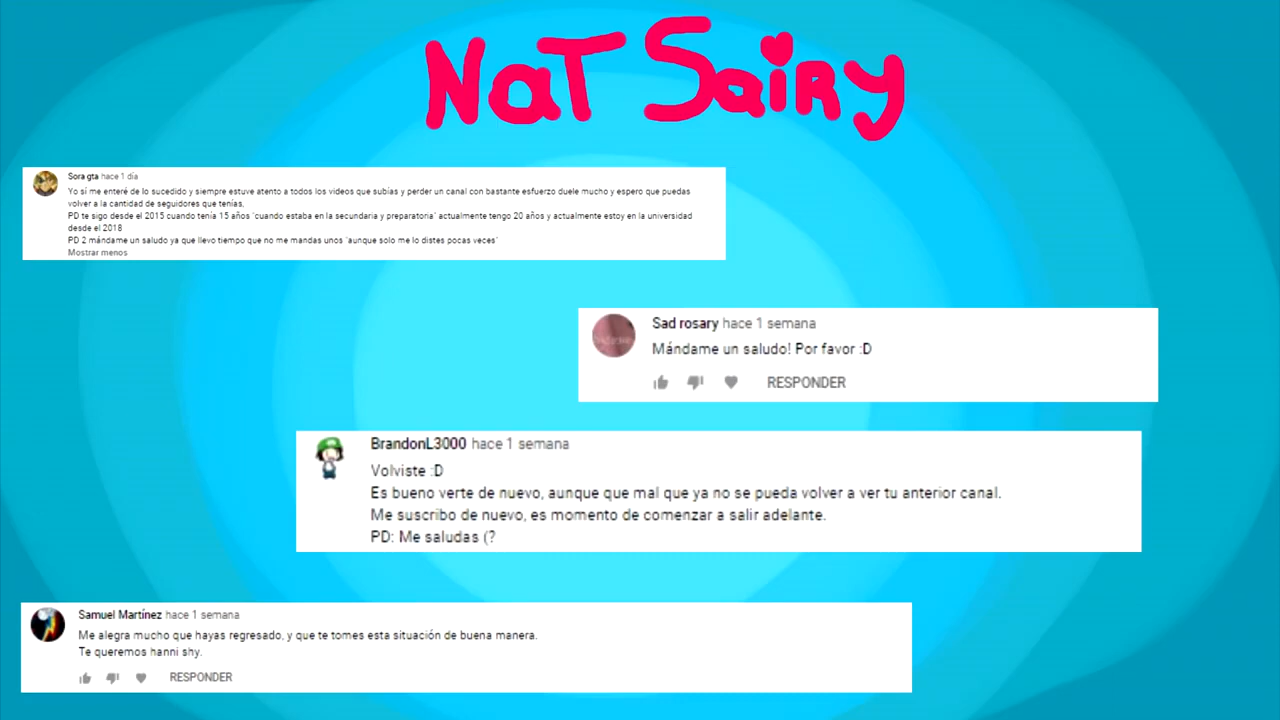 NaT Sairy
Sora gta hace 1 día
Yo si me enteré de lo sucedido y siempre estuve atento a todos los videos que subías y perder un canal con bastante esfuerzo duele mucho y espero que puedas
volver a la cantidad de seguidores que tenías.
PD te sigo desde el 2015 cuando tenía 15 años ¨cuando estaba en la secundaria y preparatoria¨ actualmente tengo 20 años y actualmente estoy en la universidad
desde el 2018
PD 2 mándame un saludo ya que llevo tiempo que no me mandas unos ¨aunque solo me lo distes pocas veces¨
Mostrar menos
Sad rosary hace 1 semana
Mándame un saludo! Por favor :D
RESPONDER
BrandonL3000 hace 1 semana
Volviste :D
Es bueno verte de nuevo, aunque que mal que ya no se pueda volver a ver tu anterior canal.
Me suscribo de nuevo, es momento de comenzar a salir adelante.
PD: Me saludas (?
Samuel Martínez hace 1 semana
Me alegra mucho que hayas regresado, y que te tomes esta situación de buena manera.
Te queremos hanni shy.
RESPONDER